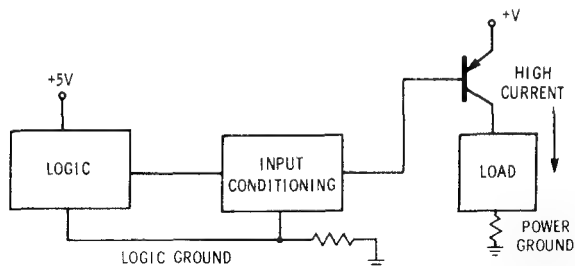 +V
+5V
HIGH
CURRENT
LOGIC
INPUT
CONDITIONING
LOAD
LOGIC GROUND
POWER
GROUND